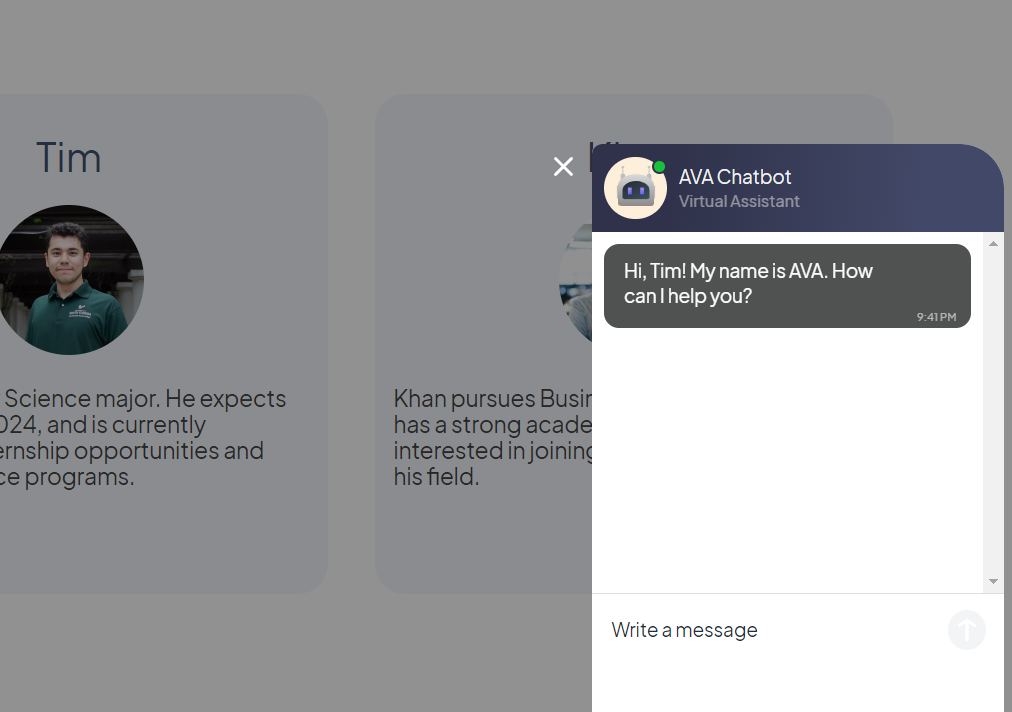 Tim
Science major. He expects
024, and is currently
ernship opportunities and
ce programs.
Khan pursues Busin
has a strong acade
interested in joining
his field.
AVA Chatbot
Virtual Assistant
Hi, Tim! My name is AVA. How
can I help you?
9:41 PM
Write a message